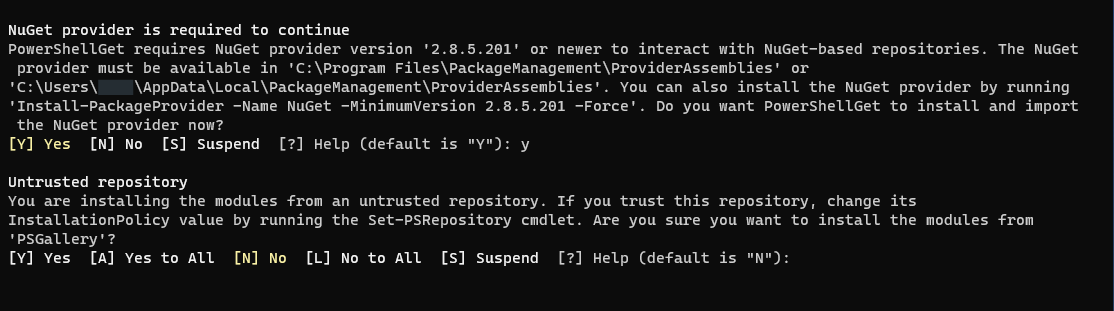 NuGet provider is required to continue
PowerShellGet requires NuGet provider version '2.8.5.201' or newer to interact with NuGet-based repositories. The NuGet
provider must be available in 'C:\Program Files\PackageManagement\ProviderAssemblies' or
'C:\Users\    \AppData\Local\PackageManagement\ProviderAssemblies'. You can also install the NuGet provider by running
'Install-PackageProvider -Name NuGet -MinimumVersion 2.8.5.201 -Force'. Do you want PowerShellGet to install and import
the NuGet provider now?
[Y] Yes  [N] No  [S] Suspend  [?] Help (default is "Y"): y
Untrusted repository
You are installing the modules from an untrusted repository. If you trust this repository, change its
InstallationPolicy value by running the Set-PSRepository cmdlet. Are you sure you want to install the modules from
'PSGallery'?
[Y] Yes  [A] Yes to All  [N] No  [L] No to All  [S] Suspend  [?] Help (default is "N"):